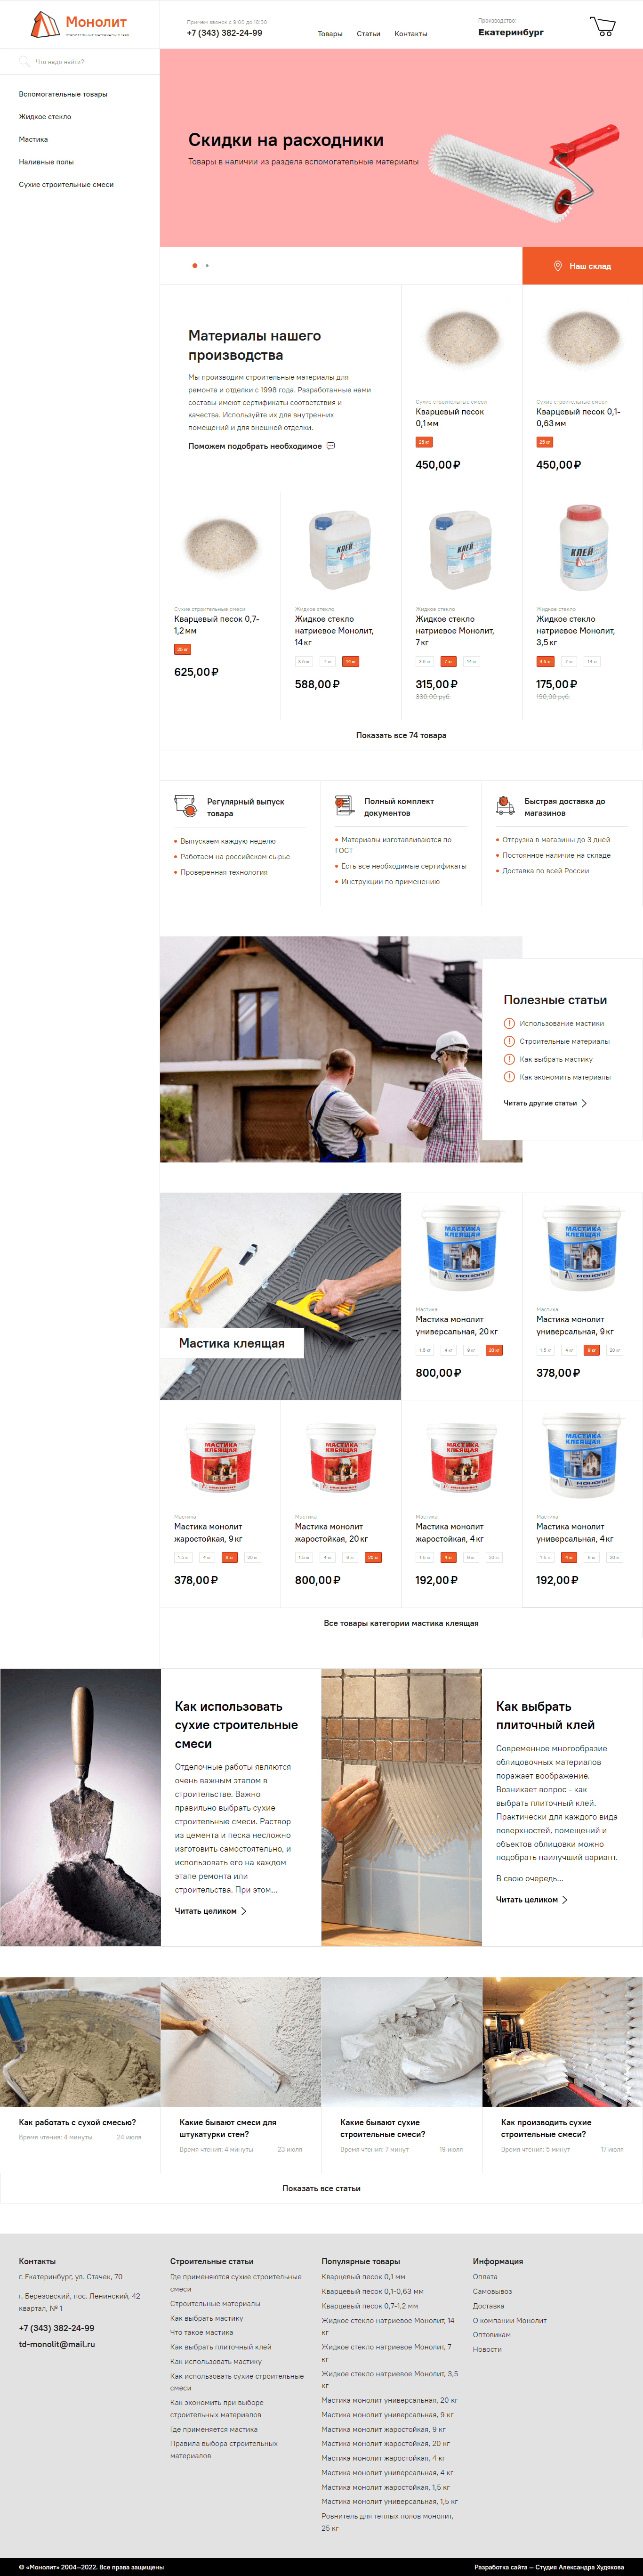 Монолит
СТРОИТЕЛЬНЫЕ МАТЕРИАЛЫ С 1998
Примем звонок с 9:00 до 18:30
+7 (343) 382-24-99
Товары
Статьи
Контакты
Производство:
Екатеринбург
Что надо найти?
Вспомогательные товары
Жидкое стекло
Мастика
Наливные полы
Сухие строительные смеси
Скидки на расходники
Товары в наличии из раздела вспомогательные материалы
Наш склад
Материалы нашего
производства
Мы производим строительные материалы для
ремонта и отделки с 1998 года. Разработанные нами
составы имеют сертификаты соответствия и
качества. Используйте их для внутренних
помещений и для внешней отделки.
Поможем подобрать необходимое
Сухие строительные смеси
Кварцевый песок
0,1 мм
25 кг
450,00 ₽
Сухие строительные смеси
Кварцевый песок 0,1-
0,63 мм
25 кг
450,00 ₽
Сухие строительные смеси
Кварцевый песок 0,7-
1,2 мм
25 кг
625,00 ₽
Жидкое стекло
Жидкое стекло
натриевое Монолит,
14 кг
3.5 кг 7 кг 14 кг
588,00 ₽
КЛЕЙ
Жидкое стекло
Жидкое стекло
натриевое Монолит,
7 кг
3.5 кг 7 кг 14 кг
315,00 ₽
330,00 руб.
КЛЕЙ
Жидкое стекло
Жидкое стекло
натриевое Монолит,
3,5 кг
3.5 кг 7 кг 14 кг
175,00 ₽
190,00 руб.
КЛЕЙ
Показать все 74 товара
Регулярный выпуск
товара
Выпускаем каждую неделю
Работаем на российском сырье
Проверенная технология
Полный комплект
документов
Материалы изготавливаются по
ГОСТ
Есть все необходимые сертификаты
Инструкции по применению
Быстрая доставка до
магазинов
Отгрузка в магазины до 3 дней
Постоянное наличие на складе
Доставка по всей России
Полезные статьи
Использование мастики
Строительные материалы
Как выбрать мастику
Как экономить материалы
Читать другие статьи
Мастика клеящая
МАСТИКА
КЛЕЯЩАЯ
МОНОЛИТ
Мастика
Мастика монолит
универсальная, 20 кг
1.5 кг 4 кг 9 кг 20 кг
800,00 ₽
МАСТИКА
КЛЕЯЩАЯ
МОНОЛИТ
Мастика
Мастика монолит
универсальная, 9 кг
1.5 кг 4 кг 9 кг 20 кг
378,00 ₽
МАСТИКА
КЛЕЯЩАЯ
Мастика
Мастика монолит
жаростойкая, 9 кг
1.5 кг 4 кг 9 кг 20 кг
378,00 ₽
МАСТИКА
КЛЕЯЩАЯ
Мастика
Мастика монолит
жаростойкая, 20 кг
1.5 кг 4 кг 9 кг 20 кг
800,00 ₽
МАСТИКА
КЛЕЯЩАЯ
Мастика
Мастика монолит
жаростойкая, 4 кг
1.5 кг 4 кг 9 кг 20 кг
192,00 ₽
МАСТИКА
КЛЕЯЩАЯ
Мастика
Мастика монолит
универсальная, 4 кг
1.5 кг 4 кг 9 кг 20 кг
192,00 ₽
Все товары категории мастика клеящая
Как использовать
сухие строительные
смеси
Отделочные работы являются
очень важным этапом в
строительстве. Важно
правильно выбрать сухие
строительные смеси. Раствор
из цемента и песка несложно
изготовить самостоятельно, и
использовать его на каждом
этапе ремонта или
строительства. При этом...
Читать целиком
Как выбрать
плиточный клей
Современное многообразие
облицовочных материалов
поражает воображение.
Возникает вопрос - как
выбрать плиточный клей.
Практически для каждого вида
поверхностей, помещений и
объектов облицовки можно
подобрать наилучший вариант.
В свою очередь...
Читать целиком
Как работать с сухой смесью?
Время чтения: 4 минуты 24 июля
Какие бывают смеси для
штукатурки стен?
Время чтения: 4 минуты 23 июля
Какие бывают сухие
строительные смеси?
Время чтения: 7 минут 19 июля
Как производить сухие
строительные смеси?
Время чтения: 5 минут 17 июля
Показать все статьи
Контакты
г. Екатеринбург, ул. Стачек, 70
г. Березовский, пос. Ленинский, 42
квартал, № 1
+7 (343) 382-24-99
td-monolit@mail.ru
Строительные статьи
Где применяются сухие строительные
смеси
Строительные материалы
Как выбрать мастику
Что такое мастика
Как выбрать плиточный клей
Как использовать мастику
Как использовать сухие строительные
смеси
Как экономить при выборе
строительных материалов
Где применяется мастика
Правила выбора строительных
материалов
Популярные товары
Кварцевый песок 0,1 мм
Кварцевый песок 0,1-0,63 мм
Кварцевый песок 0,7-1,2 мм
Жидкое стекло натриевое Монолит, 14
кг
Жидкое стекло натриевое Монолит, 7
кг
Жидкое стекло натриевое Монолит, 3,5
кг
Мастика монолит универсальная, 20 кг
Мастика монолит универсальная, 9 кг
Мастика монолит жаростойкая, 9 кг
Мастика монолит жаростойкая, 20 кг
Мастика монолит жаростойкая, 4 кг
Мастика монолит универсальная, 4 кг
Мастика монолит жаростойкая, 1,5 кг
Мастика монолит универсальная, 1,5 кг
Ровнитель для теплых полов монолит,
25 кг
Информация
Оплата
Самовывоз
Доставка
О компании Монолит
Оптовикам
Новости
© «Монолит» 2004—2022. Все права защищены
Разработка сайта — Студия Александра Худякова